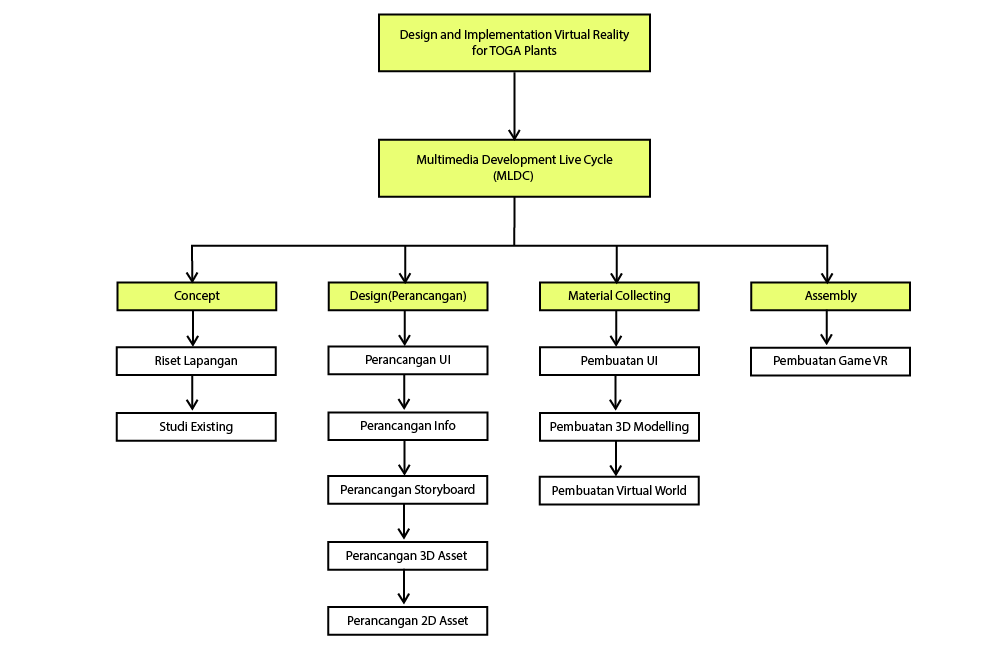 Design and Implementation Virtual Reality
for TOGA Plants
Multimedia Development Live Cycle
(MLDC)
Concept
Design(Perancangan)
Material Collecting
Assembly
Riset Lapangan
Perancangan UI
Pembuatan UI
Pembuatan Game VR
Studi Existing
Perancangan Info
Pembuatan 3D Modelling
Perancangan Storyboard
Pembuatan Virtual World
Perancangan 3D Asset
Perancangan 2D Asset